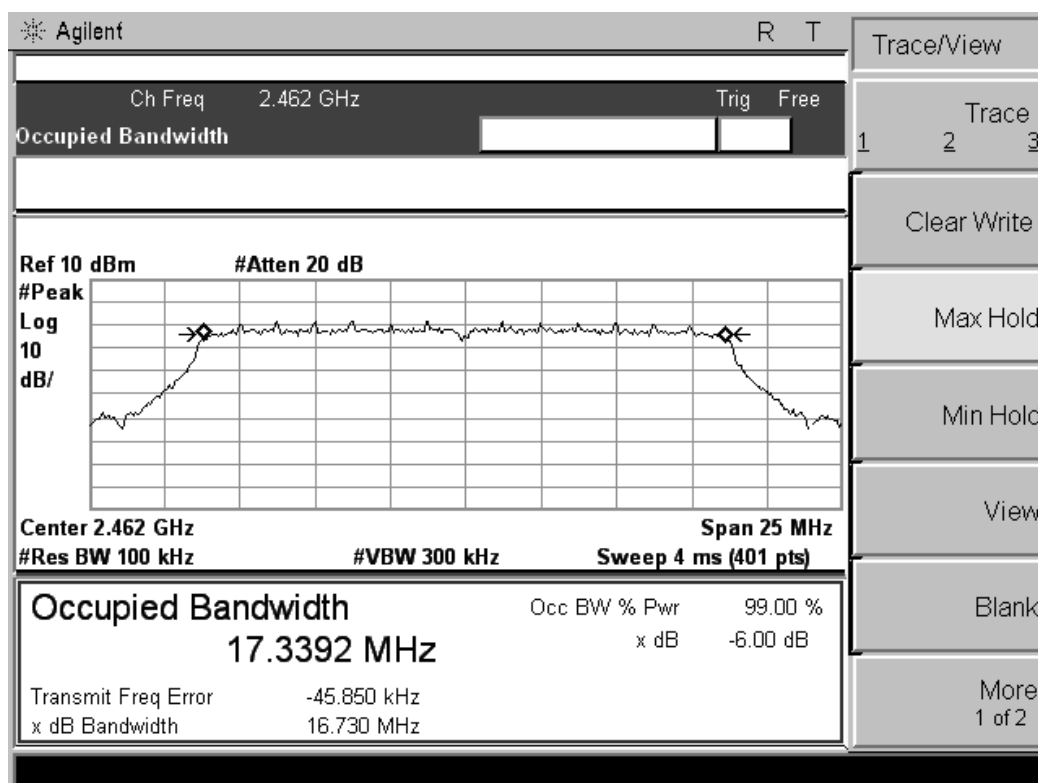 Agilent R T
Trace/View
Ch Freq 2.462 GHz Trig Free
Occupied Bandwidth
Trace
1 2 3
Clear Write
Ref 10 dBm #Atten 20 dB
#Peak
Log
10
dB/
Max Hold
Min Hold
Center 2.462 GHz Span 25 MHz
#Res BW 100 kHz #VBW 300 kHz Sweep 4 ms (401 pts)
View
Occupied Bandwidth Occ BW % Pwr 99.00 %
17.3392 MHz x dB -6.00 dB
Blank
Transmit Freq Error -45.850 kHz
x dB Bandwidth 16.730 MHz
More
1 of 2